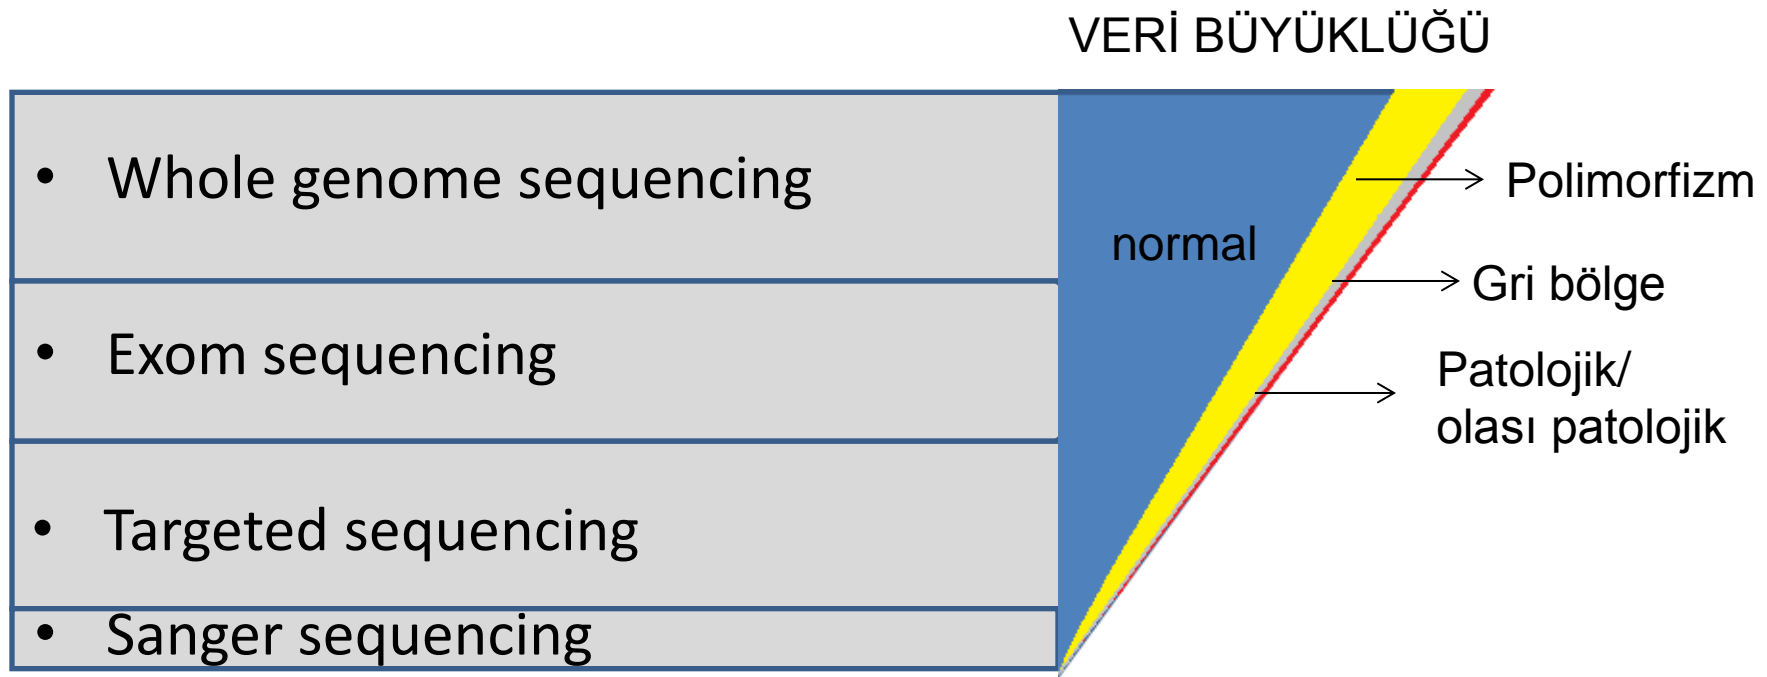 VERİ BÜYÜKLÜĞÜ
• Whole genome sequencing
normal
Polimorfizm
Gri bölge
• Exom sequencing
Patolojik/
olası patolojik
• Targeted sequencing
• Sanger sequencing